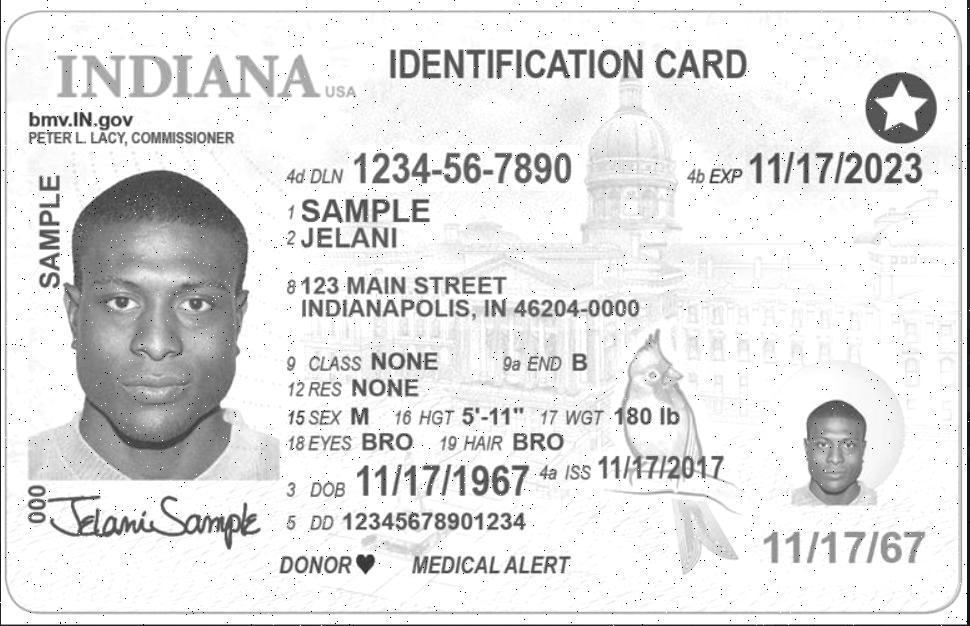 INDIANA USA
IDENTIFICATION CARD
bmv.IN.gov
PETER L. LACY, COMMISSIONER
4d DLN 1234-56-7890
4b EXP 11/17/2023
SAMPLE
1 SAMPLE
2 JELANI
8 123 MAIN STREET
INDIANAPOLIS, IN 46204-0000
9 CLASS NONE 9a END B
12 RES NONE
15 SEX M 16 HGT 5'-11" 17 WGT 180 lb
18 EYES BRO 19 HAIR BRO
3 DOB 11/17/1967 4a ISS 11/17/2017
000
Jelani Sample
5 DD 12345678901234
11/17/67
DONOR♥ MEDICAL ALERT